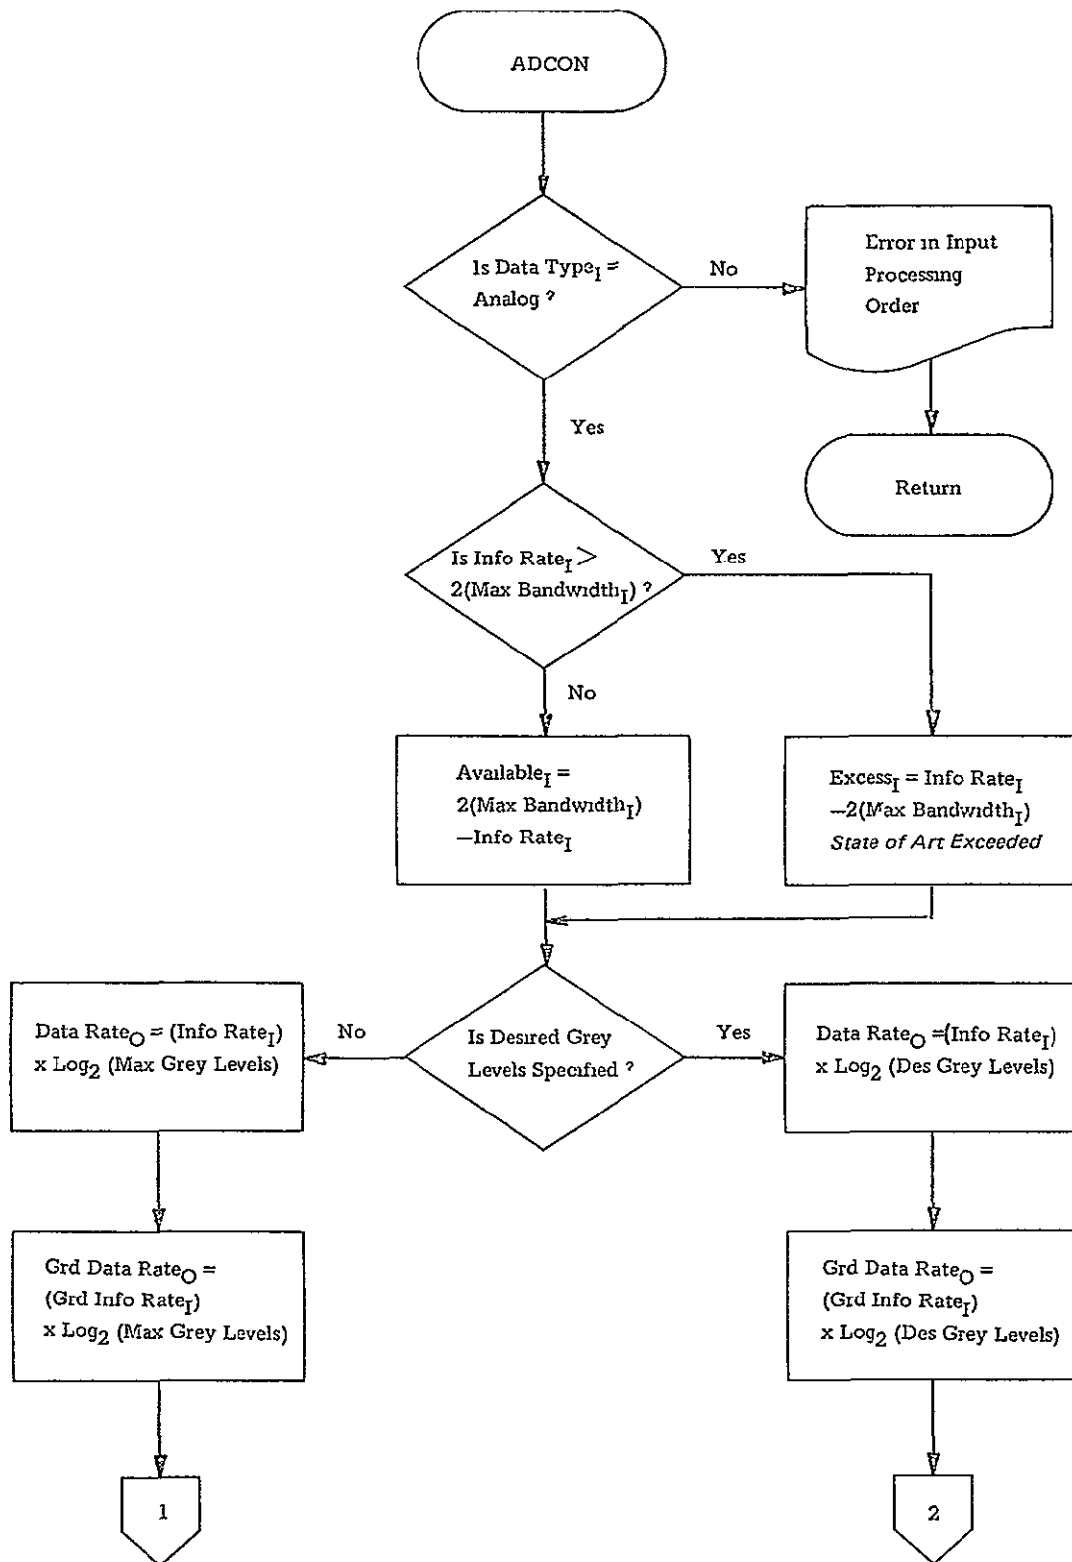 ADCON
Is Data Type_I =
Analog ?
No
Error in Input
Processing
Order
Yes
Return
Is Info Rate_I >
2(Max Bandwidth_I) ?
Yes
No
Available_I =
2(Max Bandwidth_I)
—Info Rate_I
Excess_I = Info Rate_I
—2(Max Bandwidth_I)
State of Art Exceeded
Data Rate_O = (Info Rate_I)
x Log_2 (Max Grey Levels)
No
Is Desired Grey
Levels Specified ?
Yes
Data Rate_O =(Info Rate_I)
x Log_2 (Des Grey Levels)
Grd Data Rate_O =
(Grd Info Rate_I)
x Log_2 (Max Grey Levels)
Grd Data Rate_O =
(Grd Info Rate_I)
x Log_2 (Des Grey Levels)
1
2